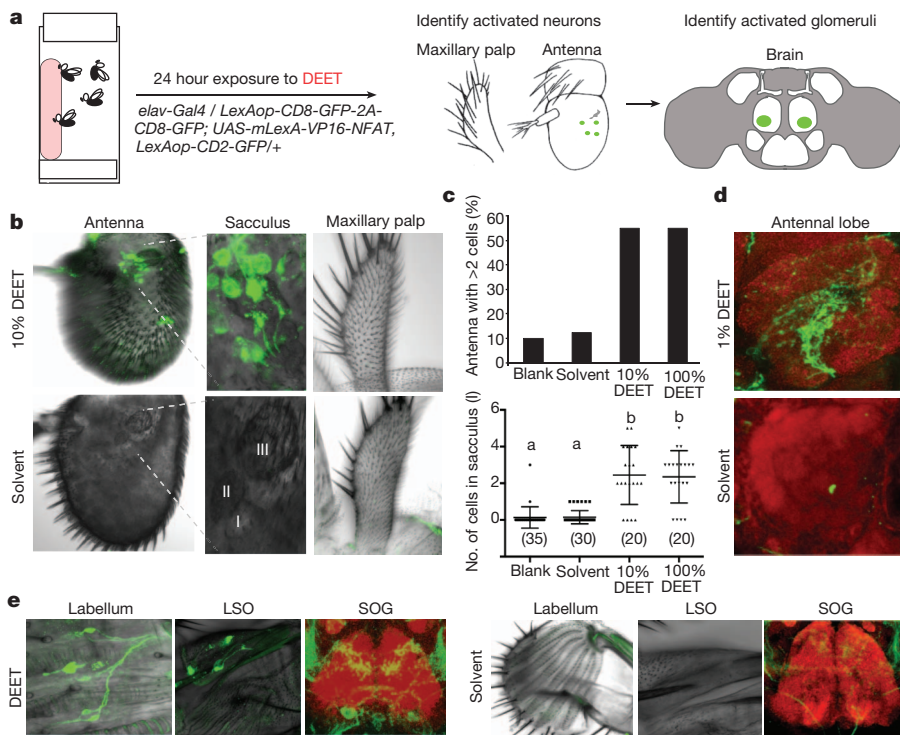 a
24 hour exposure to DEET
elav-Gal4 / LexAop-CD8-GFP-2A-
CD8-GFP; UAS-mLexA-VP16-NFAT,
LexAop-CD2-GFP/+
Identify activated neurons
Maxillary palp Antenna
Identify activated glomeruli
Brain
b
Antenna Sacculus Maxillary palp
10% DEET
Solvent
III
II
I
c
Antenna with >2 cells (%)
60
50
40
30
20
10
0
Blank Solvent 10% DEET 100% DEET
No. of cells in sacculus (I)
6
4
2
0
a a b b
(35) (30) (20) (20)
Blank Solvent 10% DEET 100% DEET
d
Antennal lobe
1% DEET
Solvent
e
Labellum LSO SOG
DEET
Labellum LSO SOG
Solvent